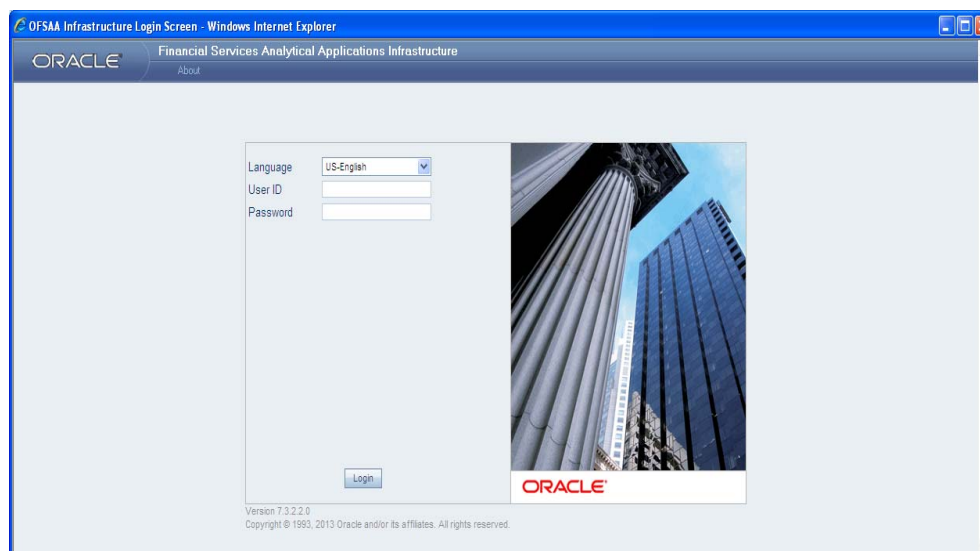 OFSAA Infrastructure Login Screen - Windows Internet Explorer
ORACLE®
Financial Services Analytical Applications Infrastructure
About
Language US-English
User ID
Password
Login
ORACLE®
Version 7.3.2.2.0
Copyright © 1993, 2013 Oracle and/or its affiliates. All rights reserved.